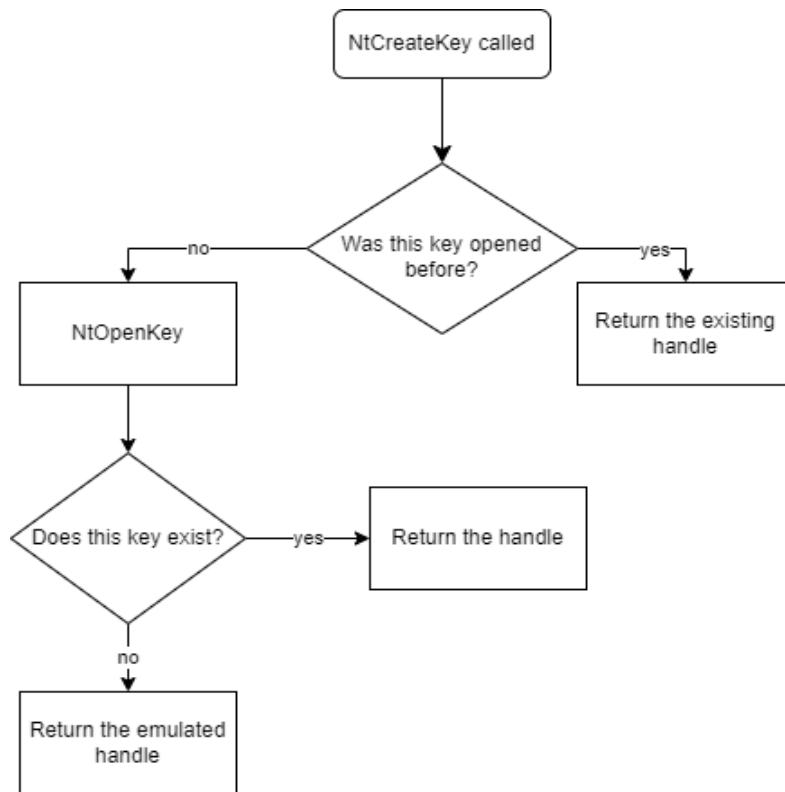 NtCreateKey called
Was this key opened
before?
no
yes
NtOpenKey
Return the existing
handle
Does this key exist?
yes
Return the handle
no
Return the emulated
handle